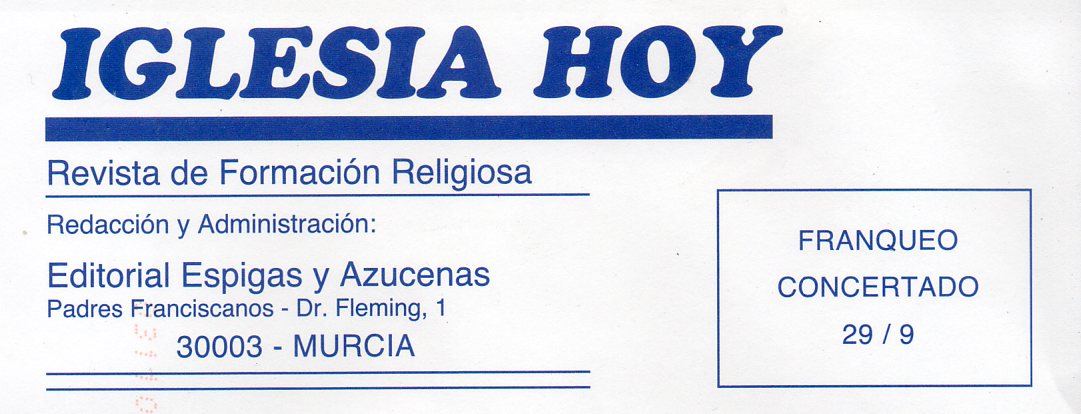 IGLESIA HOY
Revista de Formación Religiosa
Redacción y Administración:
Editorial Espigas y Azucenas
Padres Franciscanos - Dr. Fleming, 1
30003 - MURCIA
FRANQUEO
CONCERTADO
29 / 9